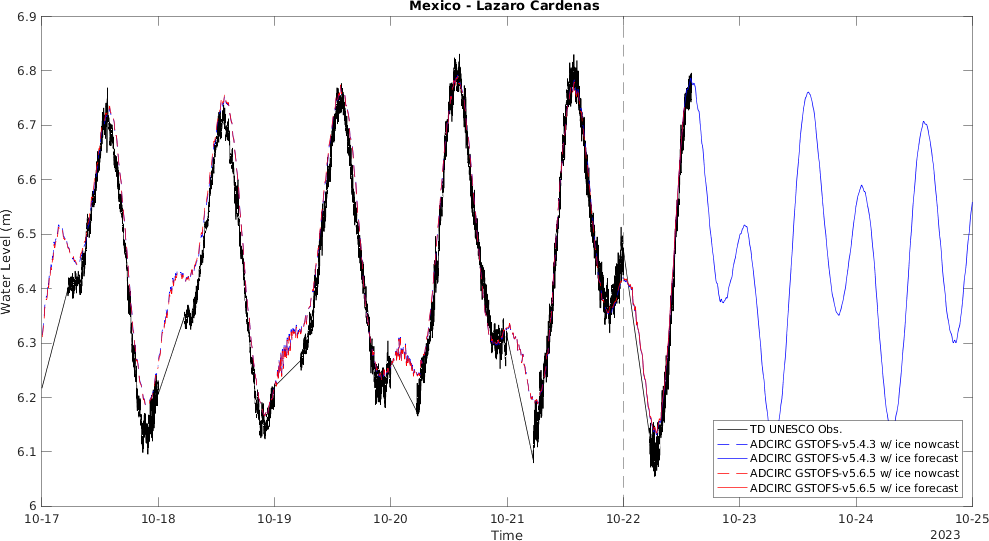 Mexico - Lazaro Cardenas
6.9
6.8
6.7
6.6
6.5
6.4
6.3
6.2
6.1
6
Water Level (m)
TD UNESCO Obs.
ADCIRC GSTOFS-v5.4.3 w/ ice nowcast
ADCIRC GSTOFS-v5.4.3 w/ ice forecast
ADCIRC GSTOFS-v5.6.5 w/ ice nowcast
ADCIRC GSTOFS-v5.6.5 w/ ice forecast
10-17 10-18 10-19 10-20 10-21 10-22 10-23 10-24 10-25
Time
2023